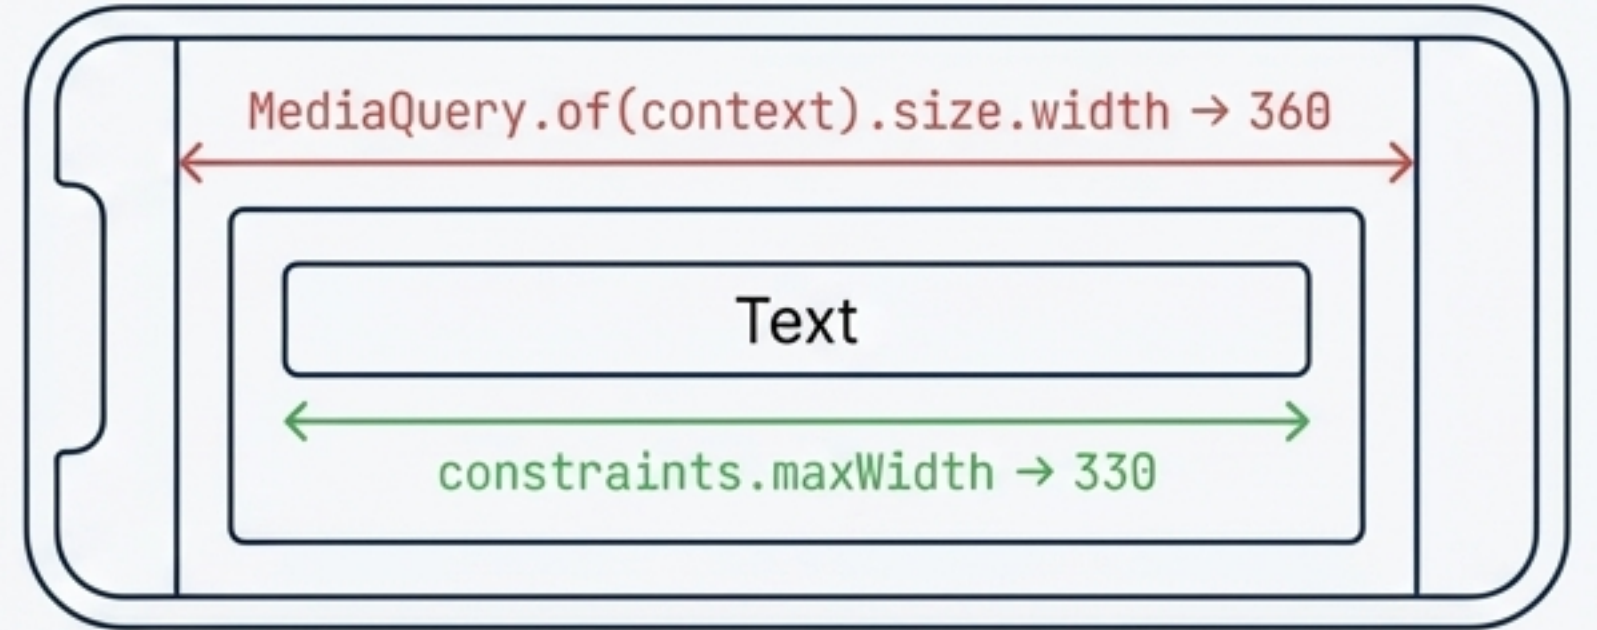 MediaQuery.of(context).size.width → 360
Text
constraints.maxWidth → 330